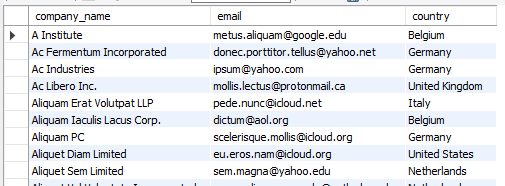 company_name email country
A Institute metus.aliquam@google.edu Belgium
Ac Fermentum Incorporated donec.porttitor.tellus@yahoo.net Germany
Ac Industries ipsum@yahoo.com Germany
Ac Libero Inc. mollis.lectus@protonmail.ca United Kingdom
Aliquam Erat Volutpat LLP pede.nunc@icloud.net Italy
Aliquam Iaculis Lacus Corp. dictum@aol.org Belgium
Aliquam PC scelerisque.mollis@icloud.org Germany
Aliquet Diam Limited eu.eros.nam@icloud.org United States
Aliquet Sem Limited sem.magna@yahoo.edu Netherlands